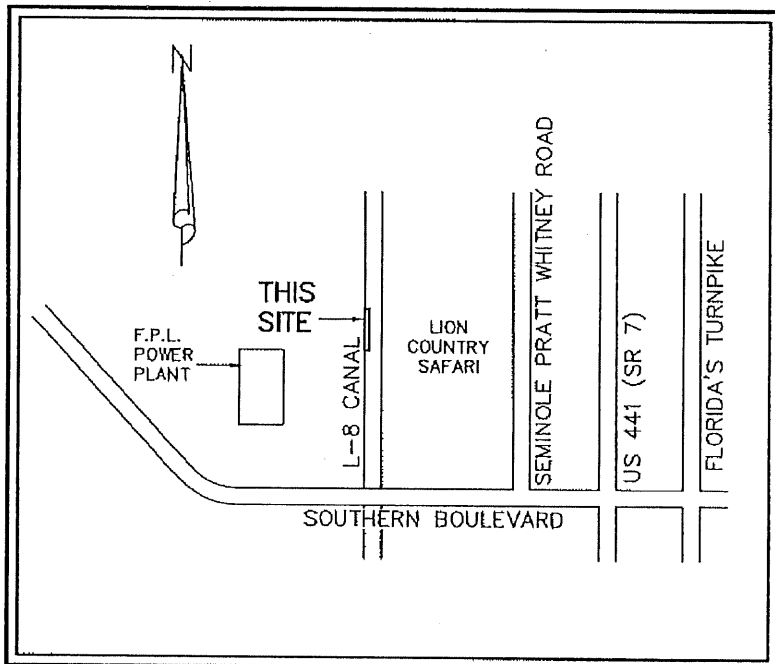 N
THIS
SITE
F.P.L.
POWER
PLANT
L-8 CANAL
LION
COUNTRY
SAFARI
SEMINOLE PRATT WHITNEY ROAD
US 441 (SR 7)
FLORIDA'S TURNPIKE
SOUTHERN BOULEVARD